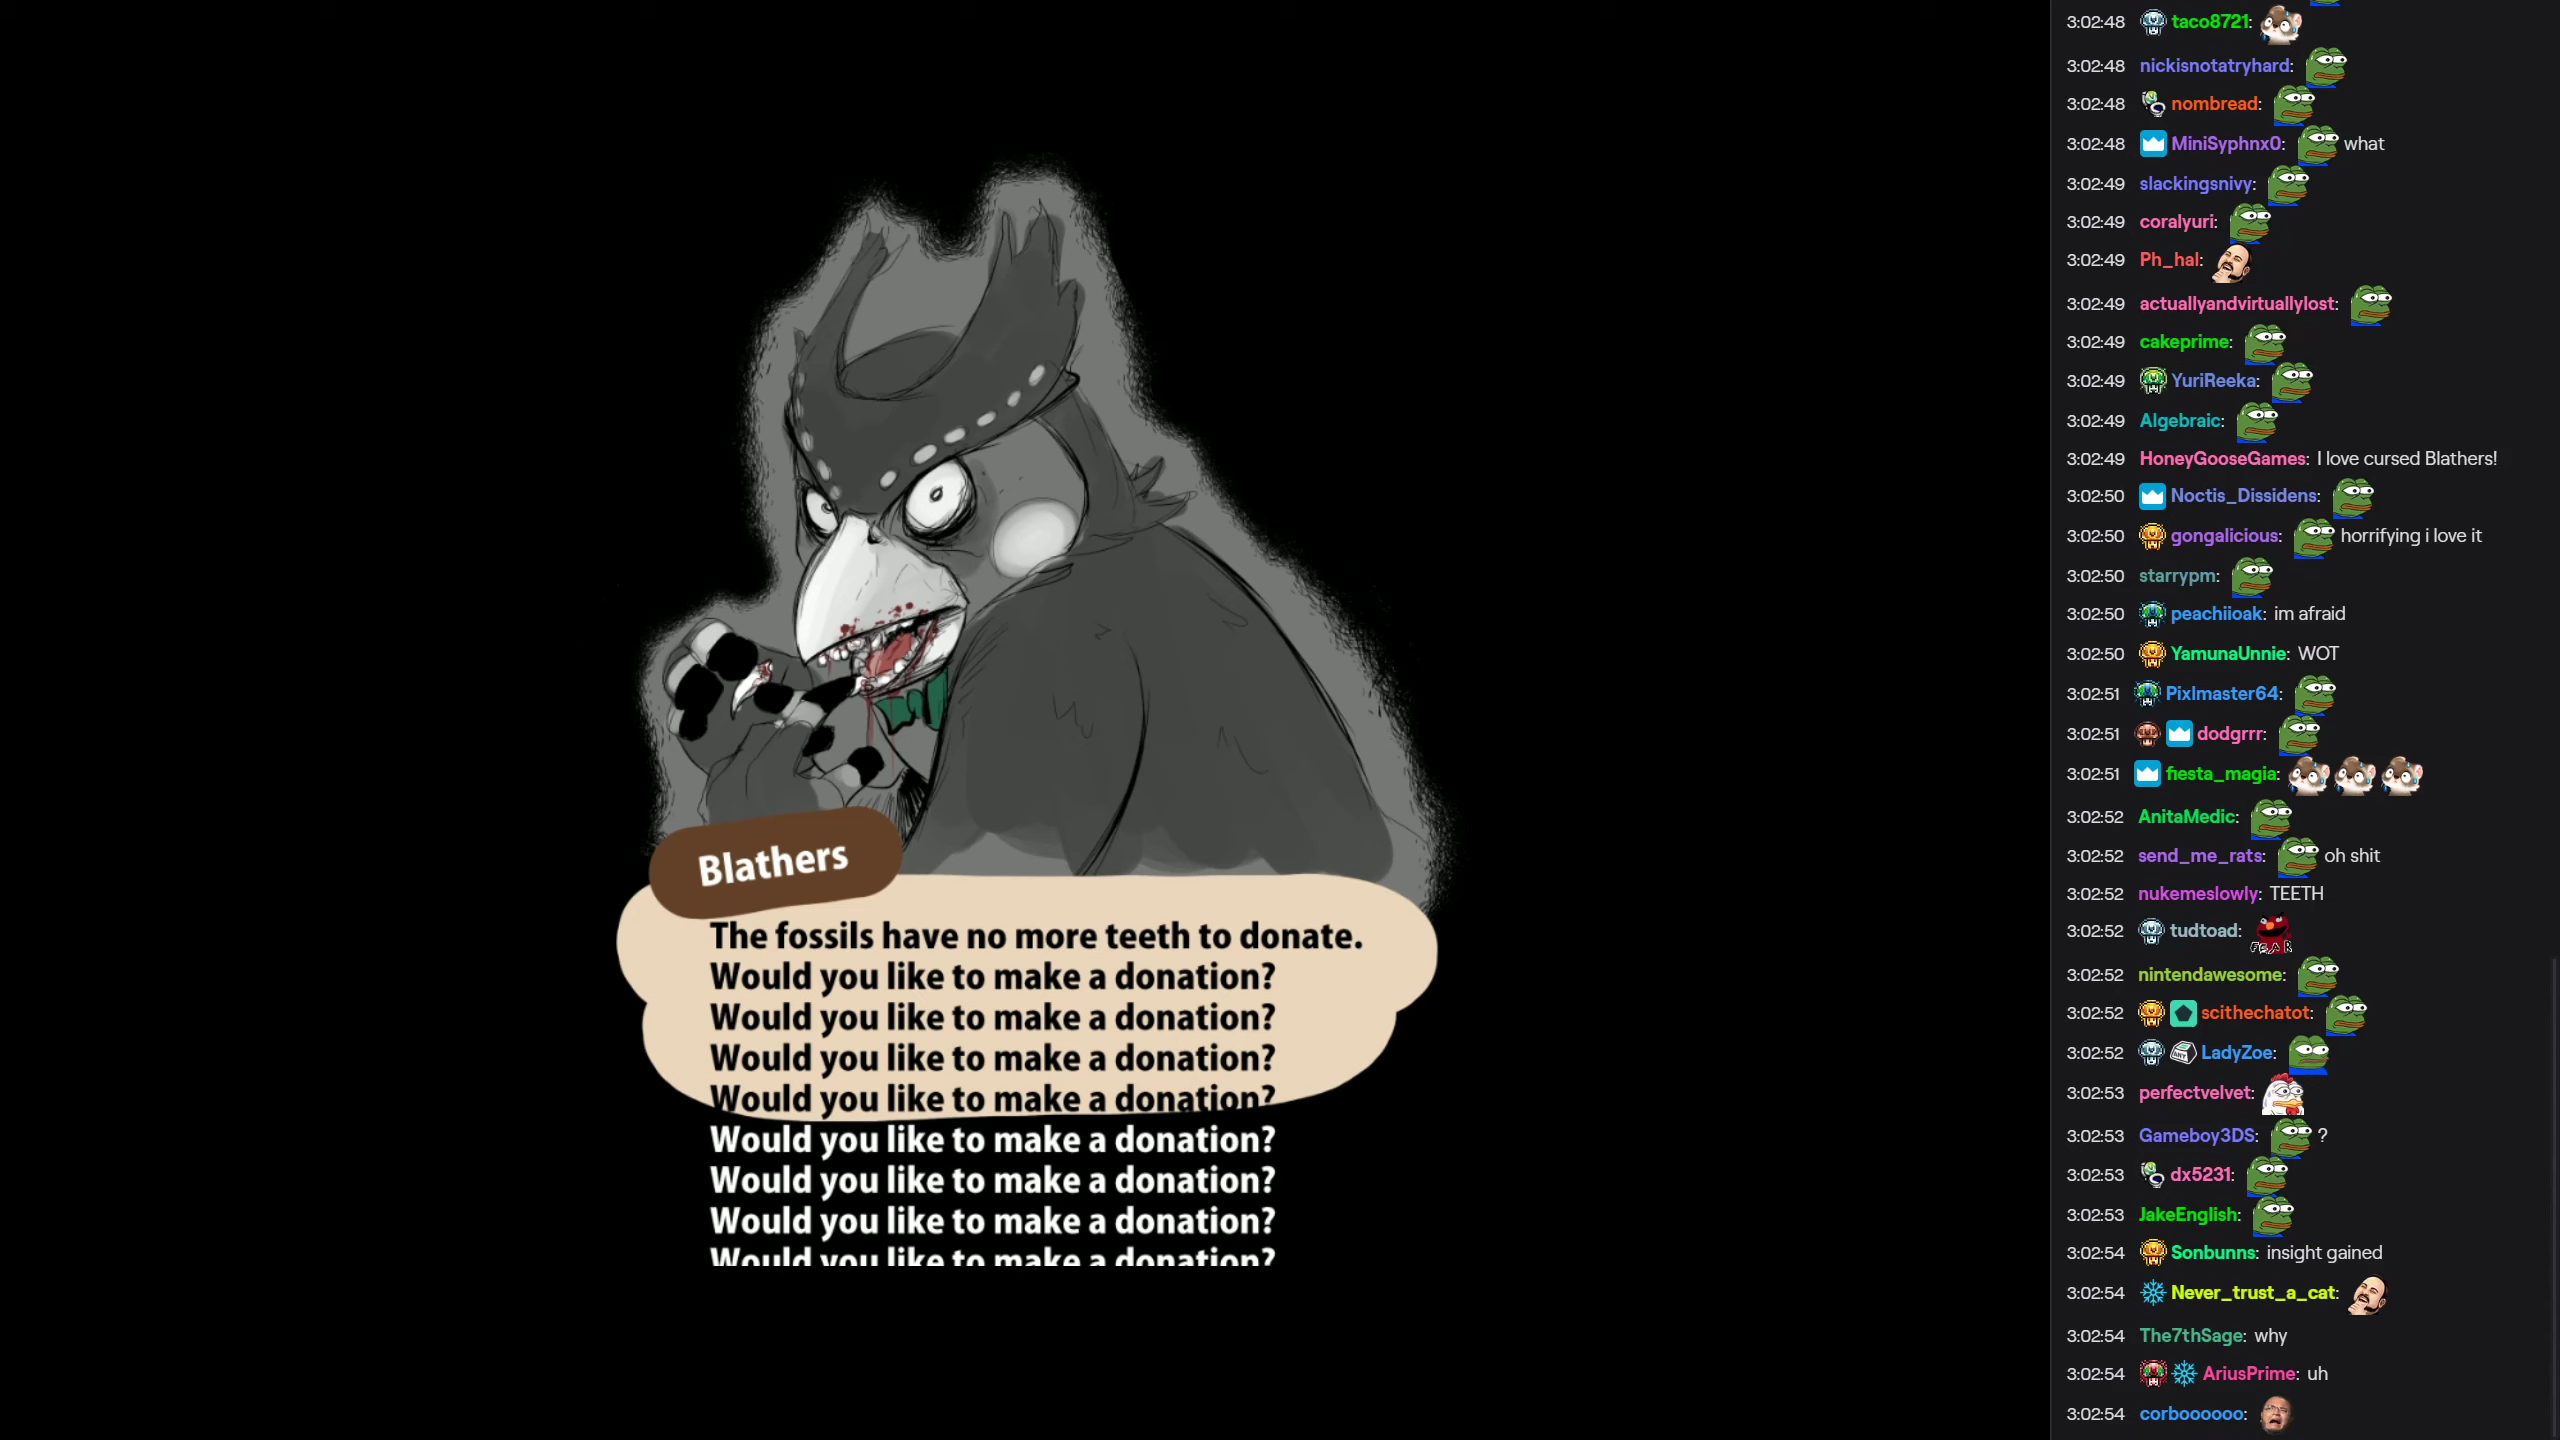 Blathers
The fossils have no more teeth to donate.
Would you like to make a donation?
Would you like to make a donation?
Would you like to make a donation?
Would you like to make a donation?
Would you like to make a donation?
Would you like to make a donation?
Would you like to make a donation?
Would you like to make a donation?
3:02:48 taco8721:
3:02:48 nickisnotatryhard:
3:02:48 nombread:
3:02:48 MiniSyphnx0: what
3:02:49 slackingsnivy:
3:02:49 coralyuri:
3:02:49 Ph_hal:
3:02:49 actuallyandvirtuallylost:
3:02:49 cakeprime:
3:02:49 YuriReeka:
3:02:49 Algebraic:
3:02:49 HoneyGooseGames: I love cursed Blathers!
3:02:50 Noctis_Dissidens:
3:02:50 gongalicious: horrifying i love it
3:02:50 starrypm:
3:02:50 peachiioak: im afraid
3:02:50 YamunaUnnie: WOT
3:02:51 Pixlmaster64:
3:02:51 dodgrrr:
3:02:51 fiesta_magia:
3:02:52 AnitaMedic:
3:02:52 send_me_rats: oh shit
3:02:52 nukemeslowly: TEETH
3:02:52 tudtoad: FEAR
3:02:52 nintendawesome:
3:02:52 scithechatot:
3:02:52 LadyZoe:
3:02:53 perfectvelvet:
3:02:53 Gameboy3DS: ?
3:02:53 dx5231:
3:02:53 JakeEnglish:
3:02:54 Sonbunns: insight gained
3:02:54 Never_trust_a_cat:
3:02:54 The7thSage: why
3:02:54 AriusPrime: uh
3:02:54 corboooooo: